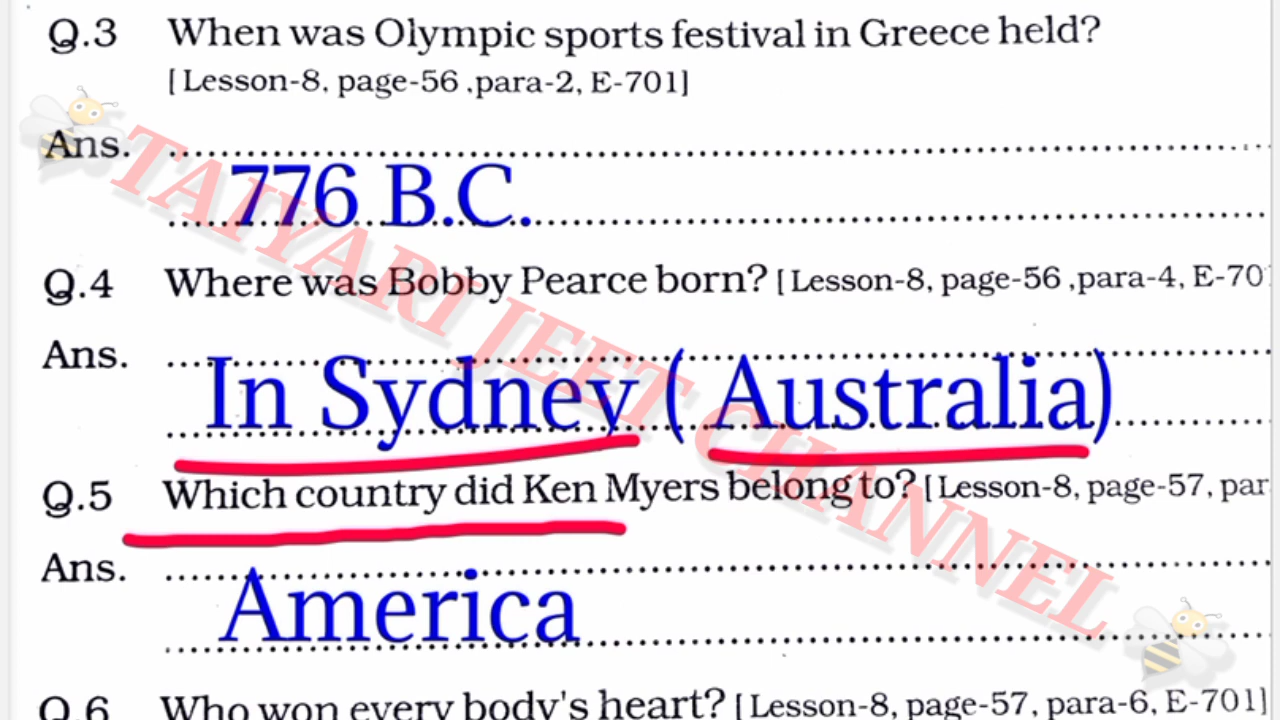 Q.3 When was Olympic sports festival in Greece held?
[Lesson-8, page-56 ,para-2, E-701]
Ans.
776 B.C.
Q.4 Where was Bobby Pearce born? [Lesson-8, page-56 ,para-4, E-70
Ans.
In Sydney ( Australia)
Q.5 Which country did Ken Myers belong to? [Lesson-8, page-57, par
Ans.
America
Q.6 Who won every body's heart? [Lesson-8, page-57, para-6, E-701]
TAIYARI JEET CHANNEL